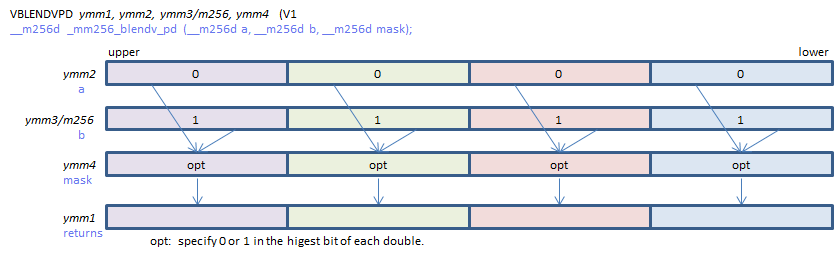 VBLENDVPD ymm1, ymm2, ymm3/m256, ymm4 (V1
__m256d _mm256_blendv_pd (__m256d a, __m256d b, __m256d mask);
upper lower
ymm2 0 0 0 0
a
ymm3/m256 1 1 1 1
b
ymm4 opt opt opt opt
mask
ymm1
returns
opt: specify 0 or 1 in the higest bit of each double.